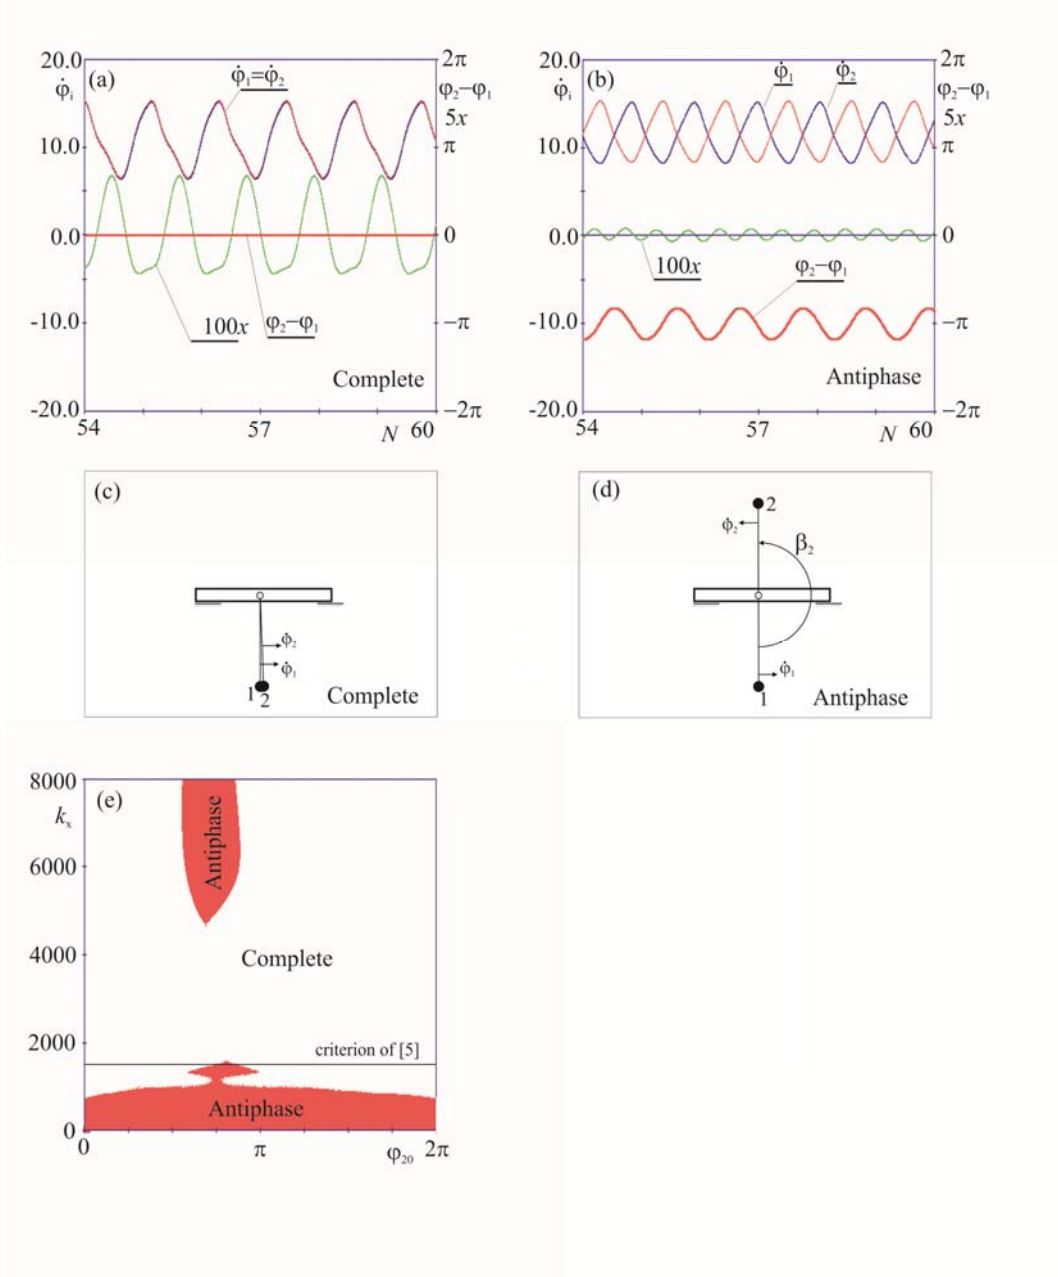 20.0 (a) φ̇₁=φ̇₂ 2π
φ̇ᵢ φ₂−φ₁
5x
10.0 π
0.0 0
100x φ₂−φ₁
-10.0 −π
Complete
-20.0 −2π
54 57 N 60
20.0 (b) φ̇₁ φ̇₂ 2π
φ̇ᵢ φ₂−φ₁
5x
10.0 π
0.0 0
100x φ₂−φ₁
-10.0 −π
Antiphase
-20.0 −2π
54 57 N 60
(c)
φ̇₂
φ̇₁
1 2
Complete
(d)
2
φ̇₂
β₂
φ̇₁
1
Antiphase
8000 (e)
kₓ
Antiphase
6000
4000
Complete
2000
criterion of [5]
Antiphase
0
0 π φ₂₀ 2π